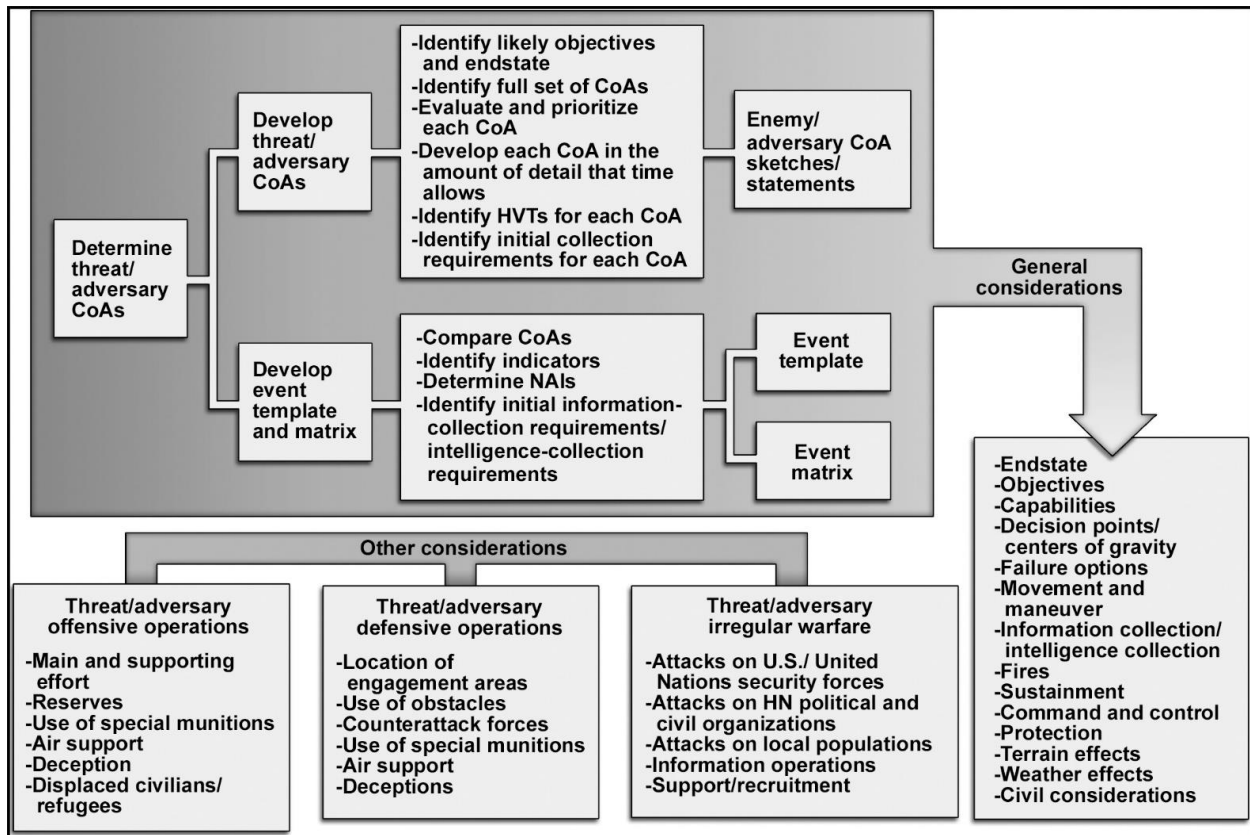 Determine
threat/
adversary
CoAs
Develop
threat/
adversary
CoAs
-Identify likely objectives
and endstate
-Identify full set of CoAs
-Evaluate and prioritize
each CoA
-Develop each CoA in the
amount of detail that time
allows
-Identify HVTs for each CoA
-Identify initial collection
requirements for each CoA
Enemy/
adversary CoA
sketches/
statements
Develop
event
template
and matrix
-Compare CoAs
-Identify indicators
-Determine NAIs
-Identify initial information-
collection requirements/
intelligence-collection
requirements
Event
template
Event
matrix
General
considerations
-Endstate
-Objectives
-Capabilities
-Decision points/
centers of gravity
-Failure options
-Movement and
maneuver
-Information collection/
intelligence collection
-Fires
-Sustainment
-Command and control
-Protection
-Terrain effects
-Weather effects
-Civil considerations
Other considerations
Threat/adversary
offensive operations
-Main and supporting
effort
-Reserves
-Use of special munitions
-Air support
-Deception
-Displaced civilians/
refugees
Threat/adversary
defensive operations
-Location of
engagement areas
-Use of obstacles
-Counterattack forces
-Use of special munitions
-Air support
-Deceptions
Threat/adversary
irregular warfare
-Attacks on U.S./ United
Nations security forces
-Attacks on HN political and
civil organizations
-Attacks on local populations
-Information operations
-Support/recruitment